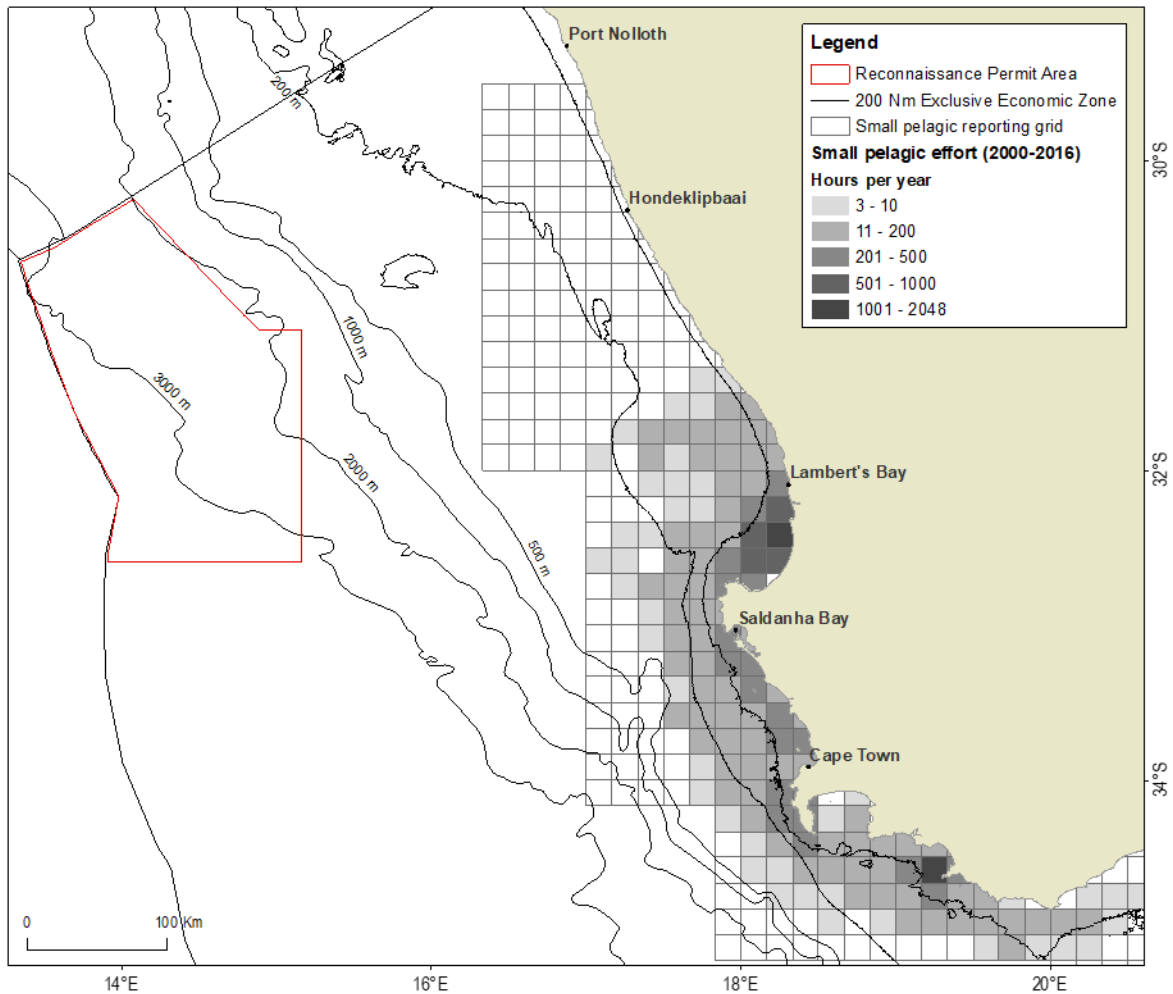 Port Nolloth
Legend
Reconnaissance Permit Area
200 Nm Exclusive Economic Zone
Small pelagic reporting grid
Small pelagic effort (2000-2016)
Hours per year
3 - 10
11 - 200
201 - 500
501 - 1000
1001 - 2048
200 m
30°S
Hondeklipbaai
1000 m
3000 m
2000 m
Lambert's Bay
32°S
500 m
Saldanha Bay
Cape Town
34°S
0 100 Km
14°E 16°E 18°E 20°E